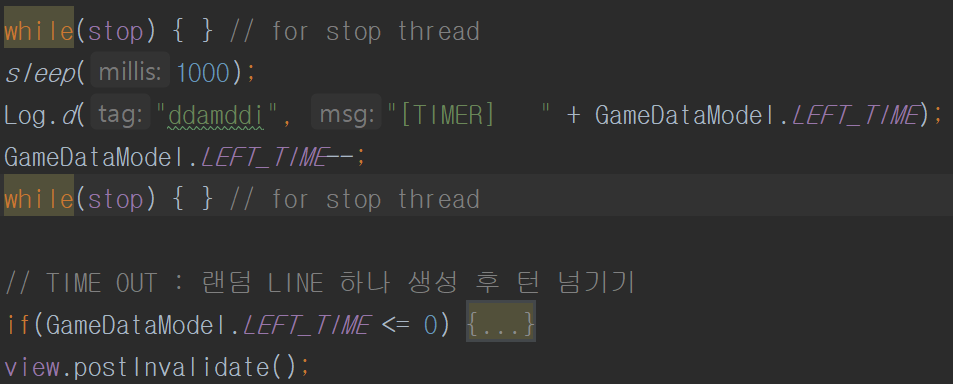 while(stop) { } // for stop thread
sleep( millis: 1000);
Log.d( tag: "ddamddi", msg: "[TIMER]   " + GameDataModel.LEFT_TIME);
GameDataModel.LEFT_TIME--;
while(stop) { } // for stop thread
// TIME OUT : 랜덤 LINE 하나 생성 후 턴 넘기기
if(GameDataModel.LEFT_TIME <= 0) {...}
view.postInvalidate();